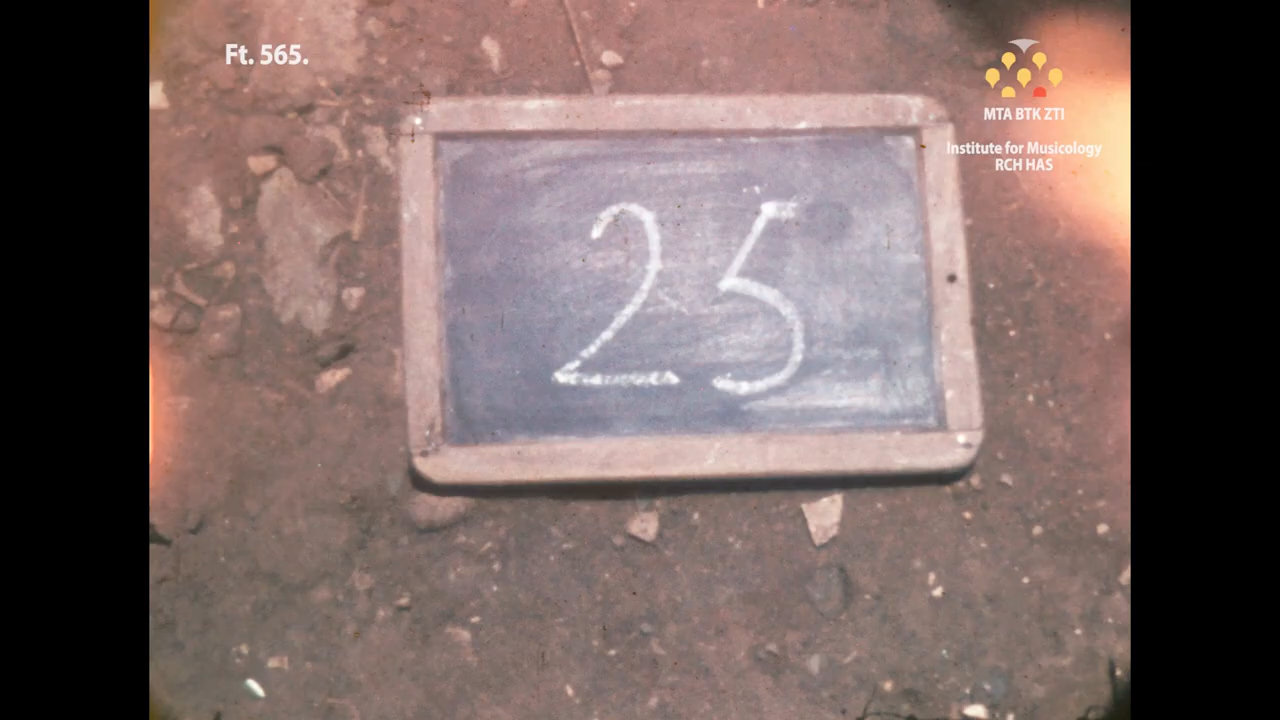 Ft. 565.
MTA BTK ZTI
Institute for Musicology
RCH HAS
25